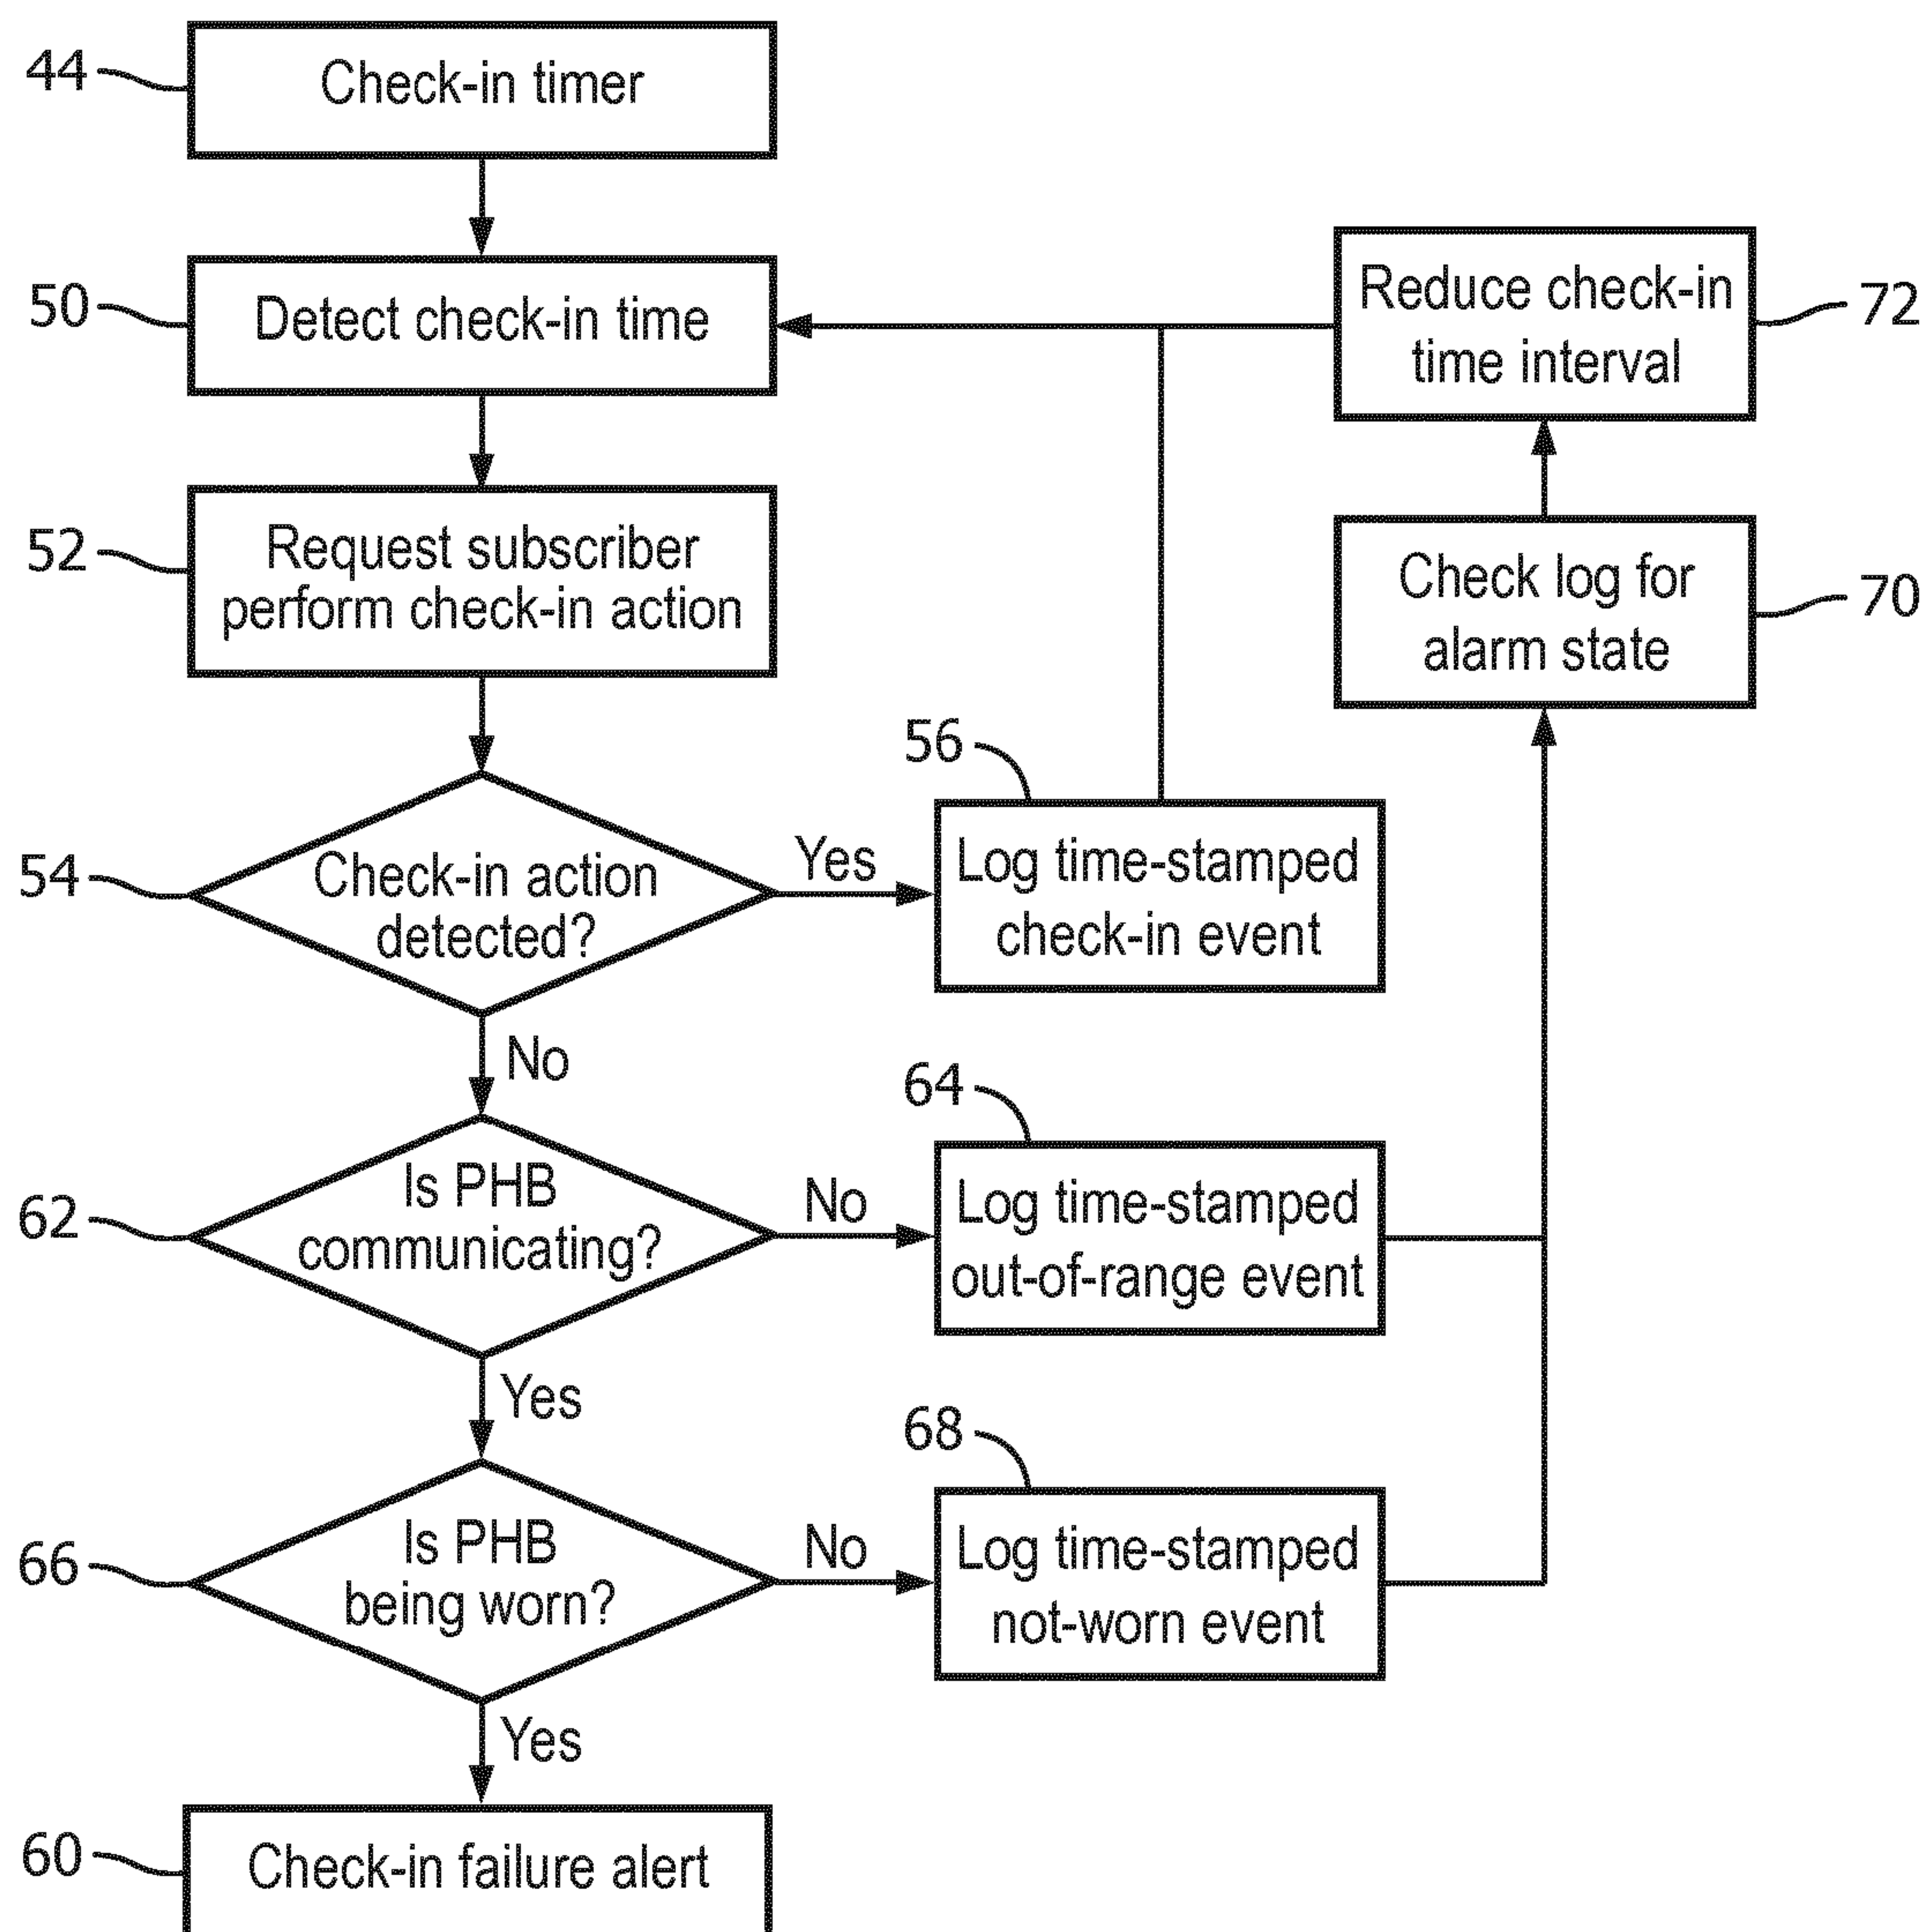 44
Check-in timer
50
Detect check-in time
Reduce check-in
time interval
72
52
Request subscriber
perform check-in action
Check log for
alarm state
70
54
Check-in action
detected?
Yes
56
Log time-stamped
check-in event
No
62
Is PHB
communicating?
No
64
Log time-stamped
out-of-range event
Yes
66
Is PHB
being worn?
No
68
Log time-stamped
not-worn event
Yes
60
Check-in failure alert